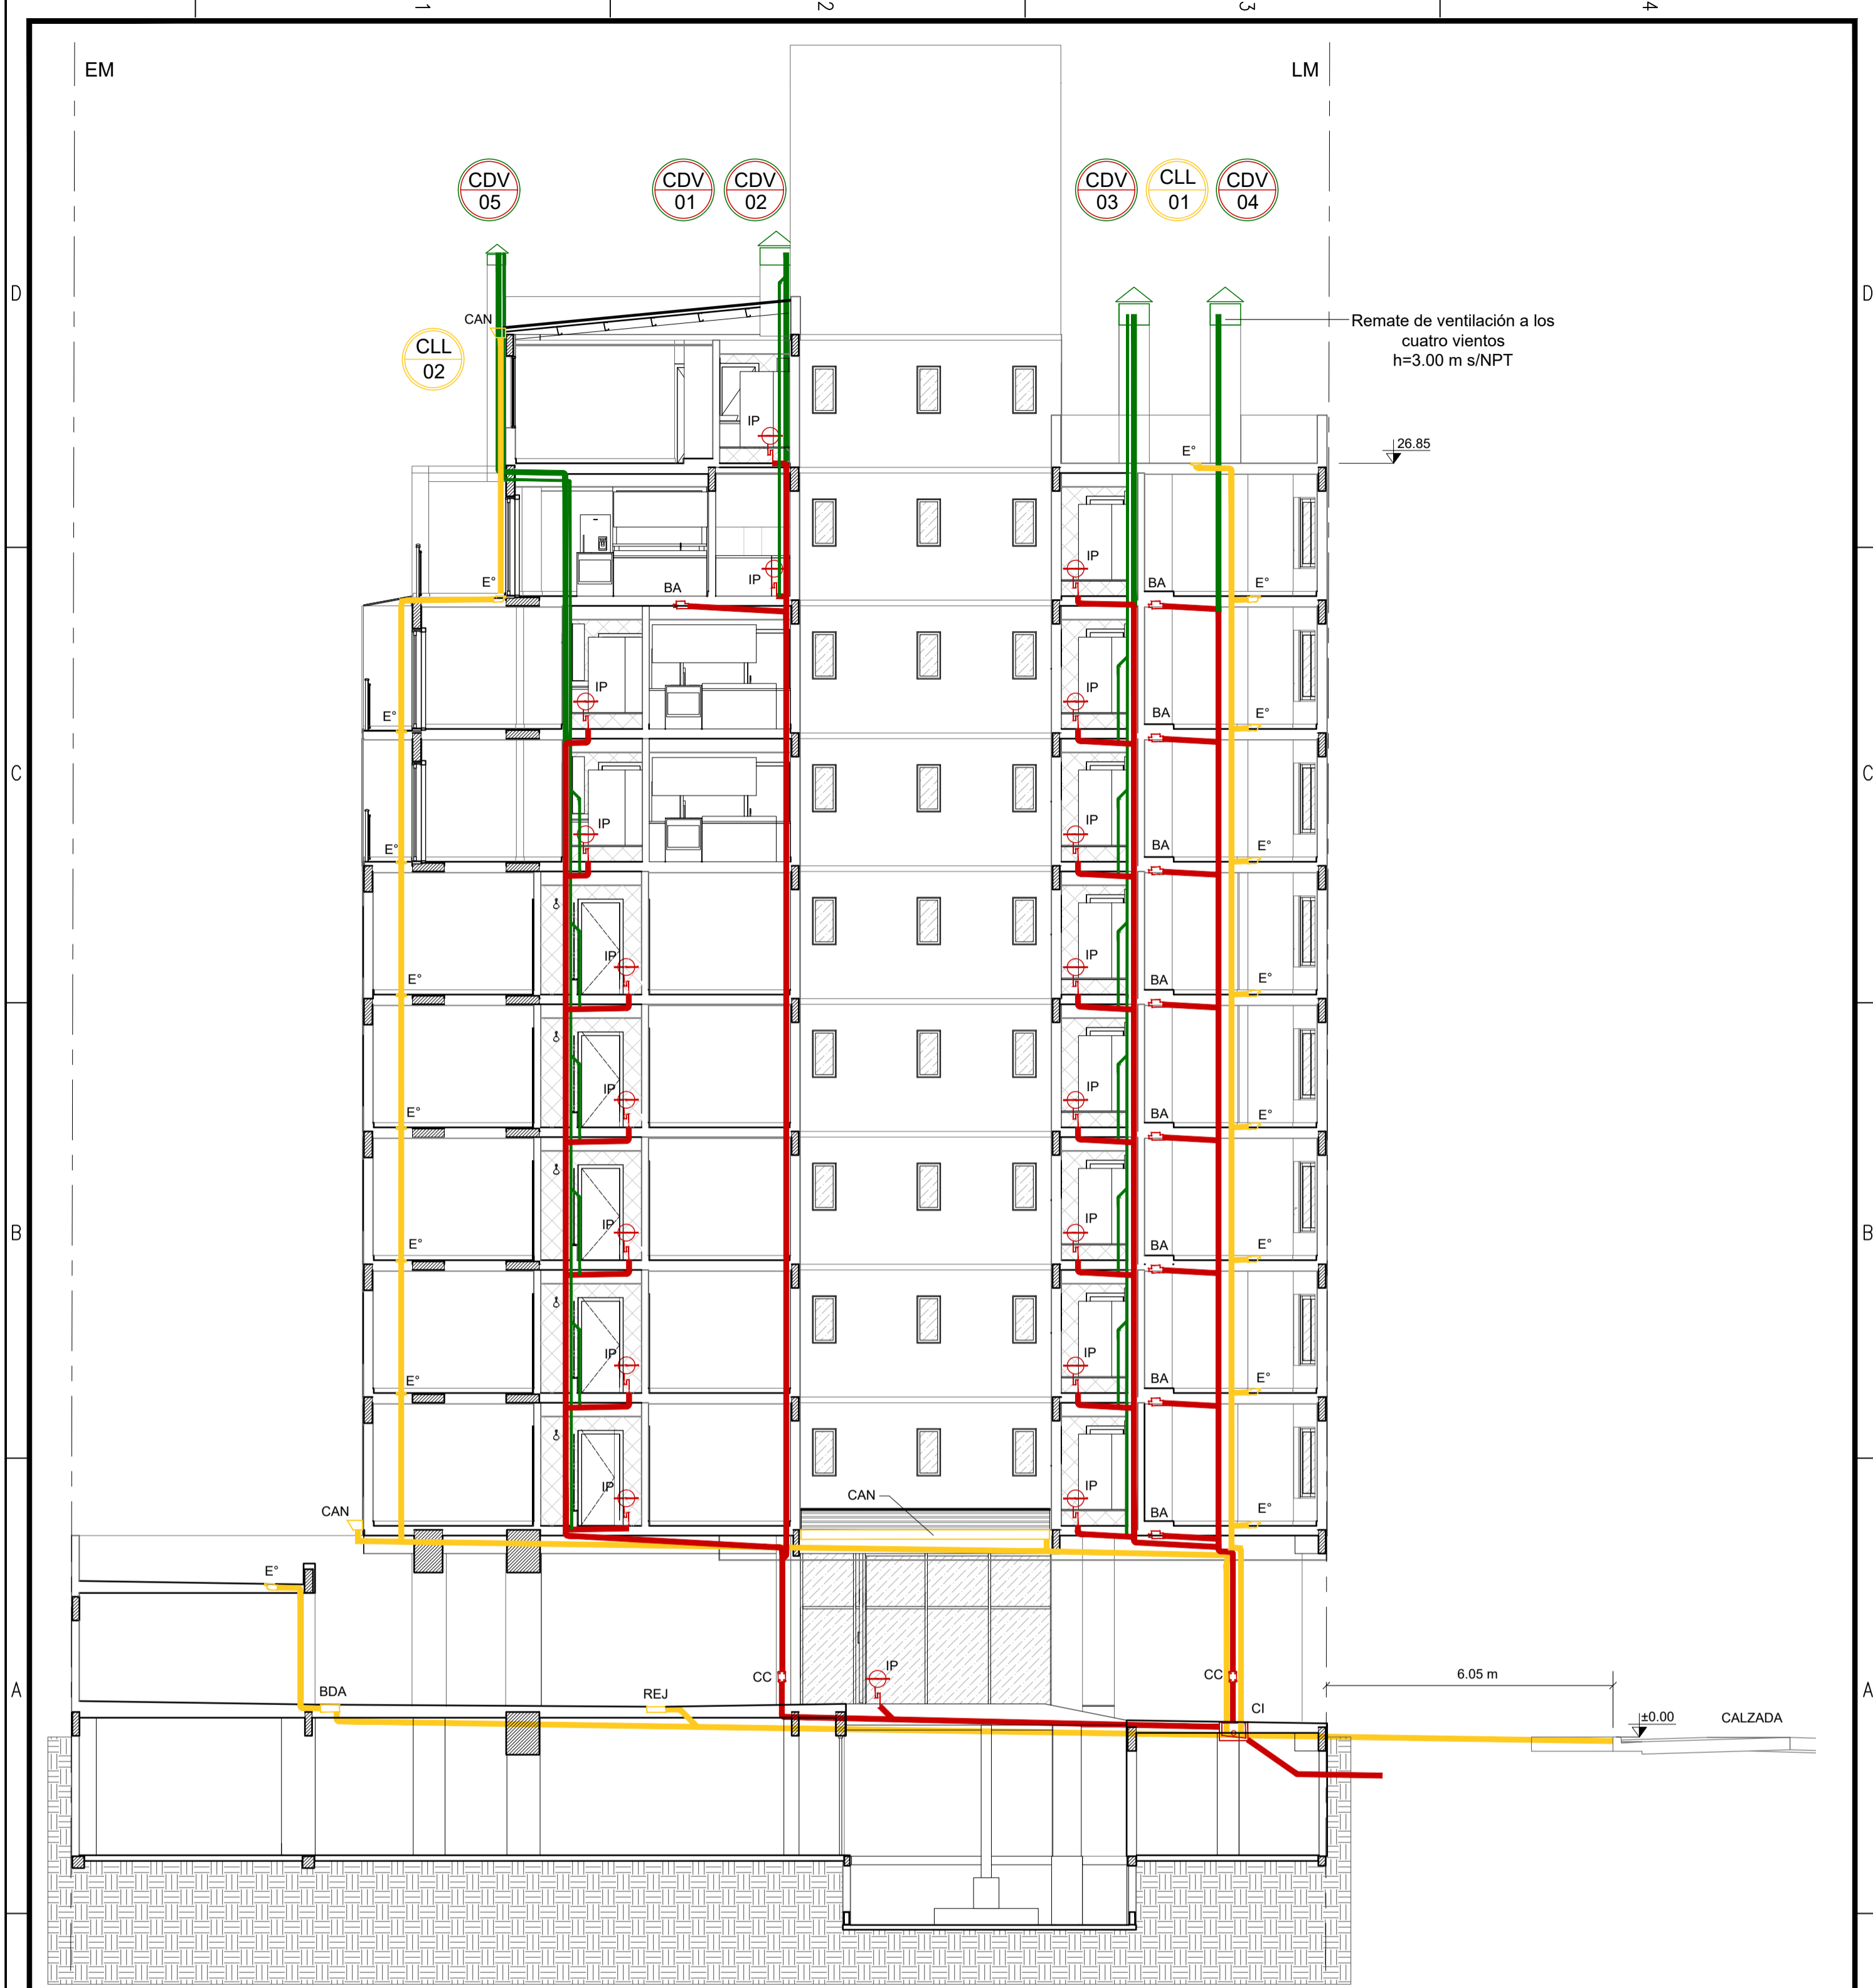 1
2
3
4
EM
LM
CDV
05
CDV
01
CDV
02
CDV
03
CLL
01
CDV
04
D
D
CAN
Remate de ventilación a los
cuatro vientos
h=3.00 m s/NPT
CLL
02
IP
26.85
E°
E°
BA
IP
IP
BA
E°
E°
IP
IP
BA
E°
C
C
E°
IP
IP
BA
E°
E°
IP
IP
BA
E°
E°
IP
IP
BA
E°
B
B
E°
IP
IP
BA
E°
E°
IP
IP
BA
E°
IP
IP
BA
E°
CAN
CAN
E°
A
A
CC
IP
CC
6.05 m
BDA
REJ
CI
±0.00
CALZADA